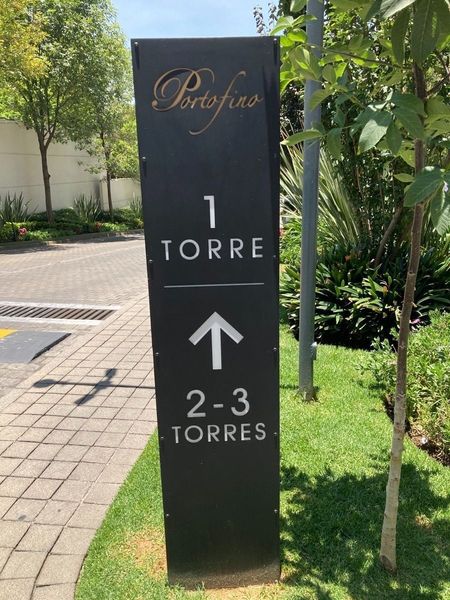 Portofino
1
TORRE
2-3
TORRES